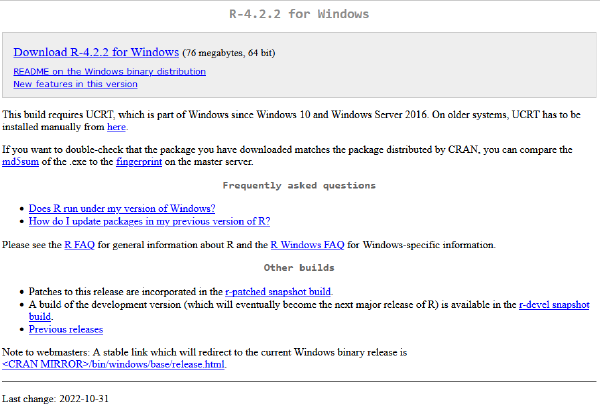 R-4.2.2 for Windows
Download R-4.2.2 for Windows (76 megabytes, 64 bit)
README on the Windows binary distribution
New features in this version
This build requires UCRT, which is part of Windows since Windows 10 and Windows Server 2016. On older systems, UCRT has to be
installed manually from here.
If you want to double-check that the package you have downloaded matches the package distributed by CRAN, you can compare the
md5sum of the .exe to the fingerprint on the master server.
Frequently asked questions
• Does R run under my version of Windows?
• How do I update packages in my previous version of R?
Please see the R FAQ for general information about R and the R Windows FAQ for Windows-specific information.
Other builds
• Patches to this release are incorporated in the r-patched snapshot build.
• A build of the development version (which will eventually become the next major release of R) is available in the r-devel snapshot
build.
• Previous releases
Note to webmasters: A stable link which will redirect to the current Windows binary release is
<CRAN MIRROR>/bin/windows/base/release.html.
Last change: 2022-10-31